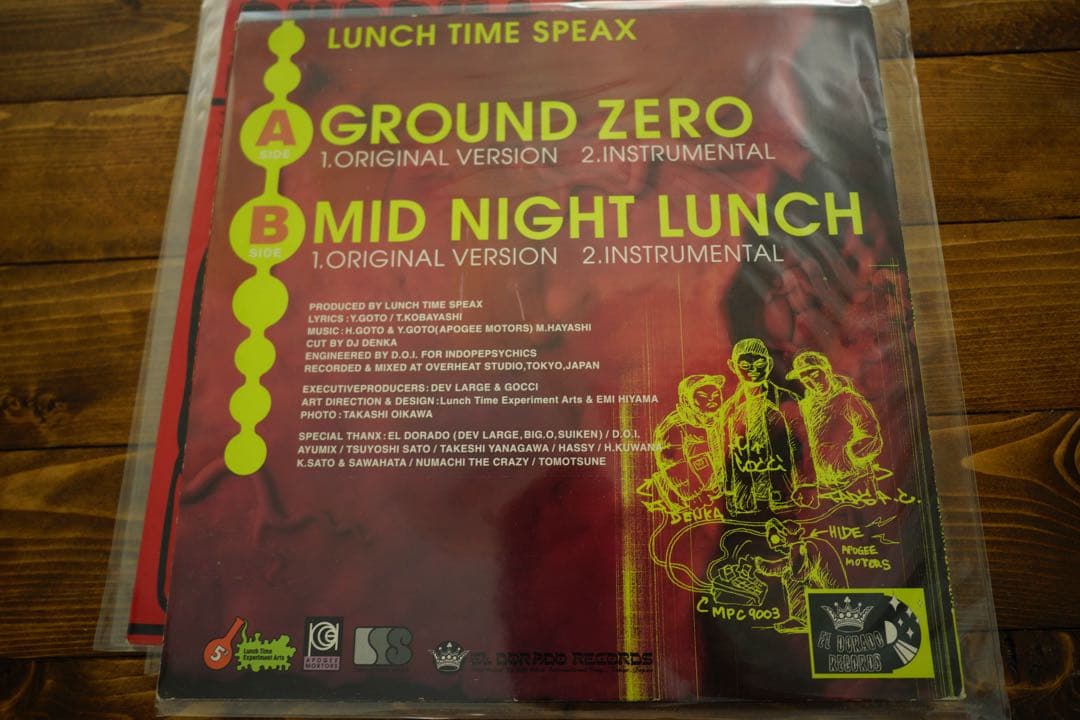 LUNCH TIME SPEAX
A
SIDE
GROUND ZERO
1.ORIGINAL VERSION 2.INSTRUMENTAL
B
SIDE
MID NIGHT LUNCH
1.ORIGINAL VERSION 2.INSTRUMENTAL
PRODUCED BY LUNCH TIME SPEAX
LYRICS : Y.GOTO / T.KOBAYASHI
MUSIC : H.GOTO & Y.GOTO(APOGEE MOTORS) M.HAYASHI
CUT BY DJ DENKA
ENGINEERED BY D.O.I. FOR INDOPEPSYCHICS
RECORDED & MIXED AT OVERHEAT STUDIO,TOKYO,JAPAN
EXECUTIVEPRODUCERS : DEV LARGE & GOCCI
ART DIRECTION & DESIGN : Lunch Time Experiment Arts & EMI HIYAMA
PHOTO : TAKASHI OIKAWA
SPECIAL THANX : EL DORADO (DEV LARGE,BIG.O,SUIKEN) / D.O.I.
AYUMIX / TSUYOSHI SATO / TAKESHI YANAGAWA / HASSY / H.KUWANA
K.SATO & SAWAHATA / NUMACHI THE CRAZY / TOMOTSUNE
GOCCI
DENKA
HIDE
APOGEE
MOTORS
MPC9003
5
Lunch Time
Experiment Arts
APOGEE
MORTORS
EL DORADO RECORDS
EL DORADO
RECORDS